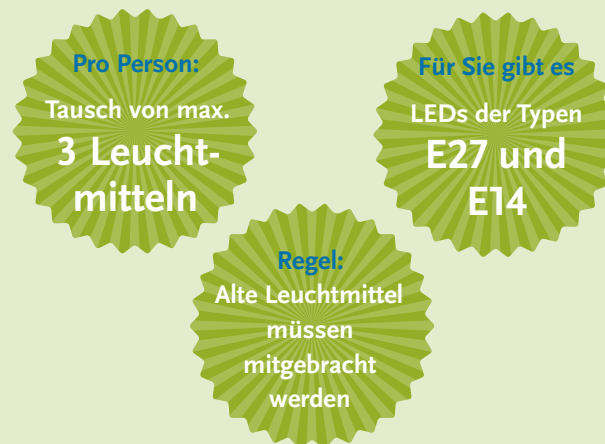 Pro Person:
Tausch von max.
3 Leucht-
mitteln
Für Sie gibt es
LEDs der Typen
E27 und
E14
Regel:
Alte Leuchtmittel
müssen
mitgebracht
werden